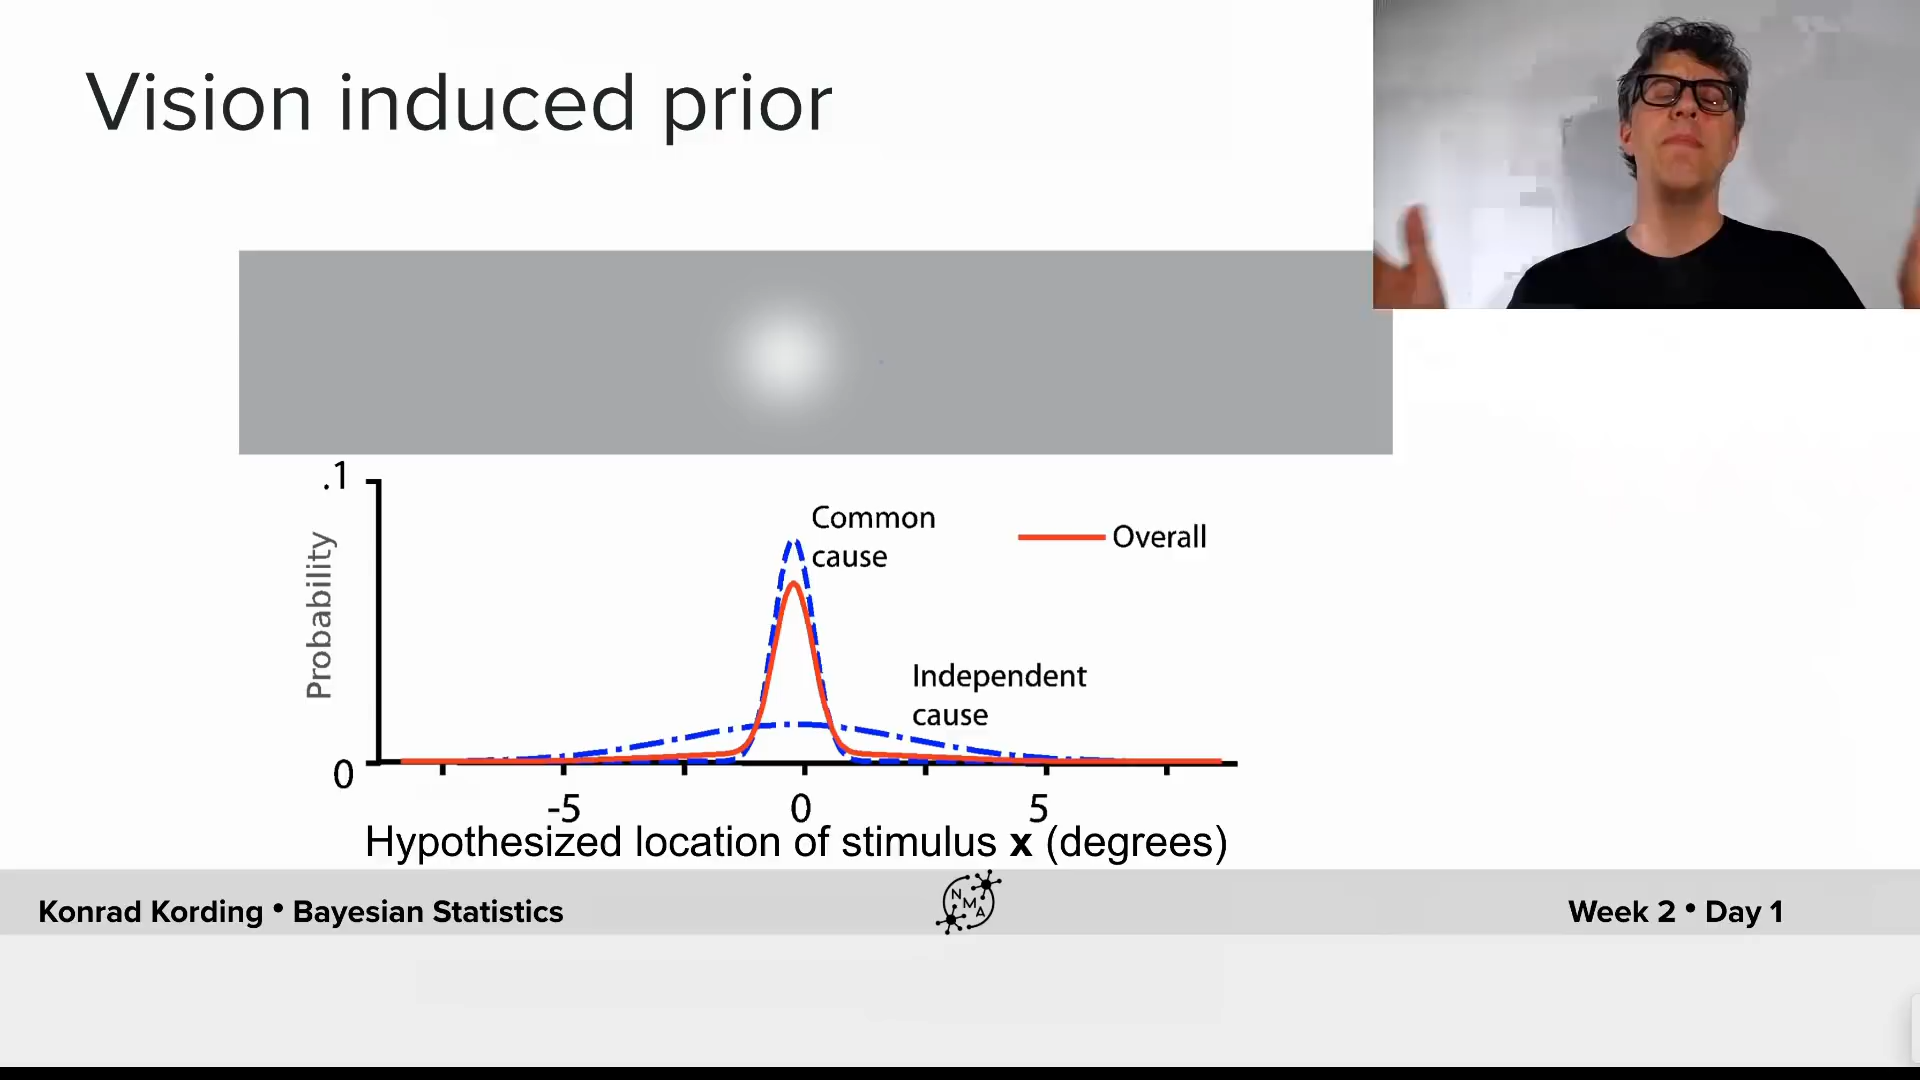 Vision induced prior
.1
Common
cause
Overall
Probability
Independent
cause
0
-5 0 5
Hypothesized location of stimulus x (degrees)
Konrad Kording • Bayesian Statistics
N
M
A
Week 2 • Day 1